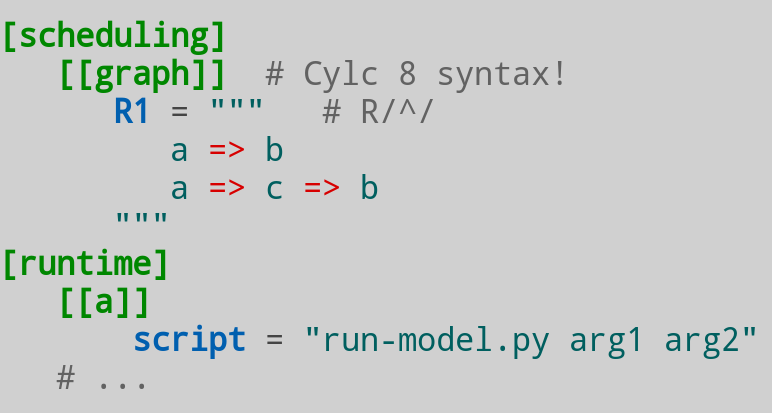 [scheduling]
   [[graph]]  # Cylc 8 syntax!
      R1 = """   # R/^/
         a => b
         a => c => b
      """
[runtime]
   [[a]]
       script = "run-model.py arg1 arg2"
   # ...